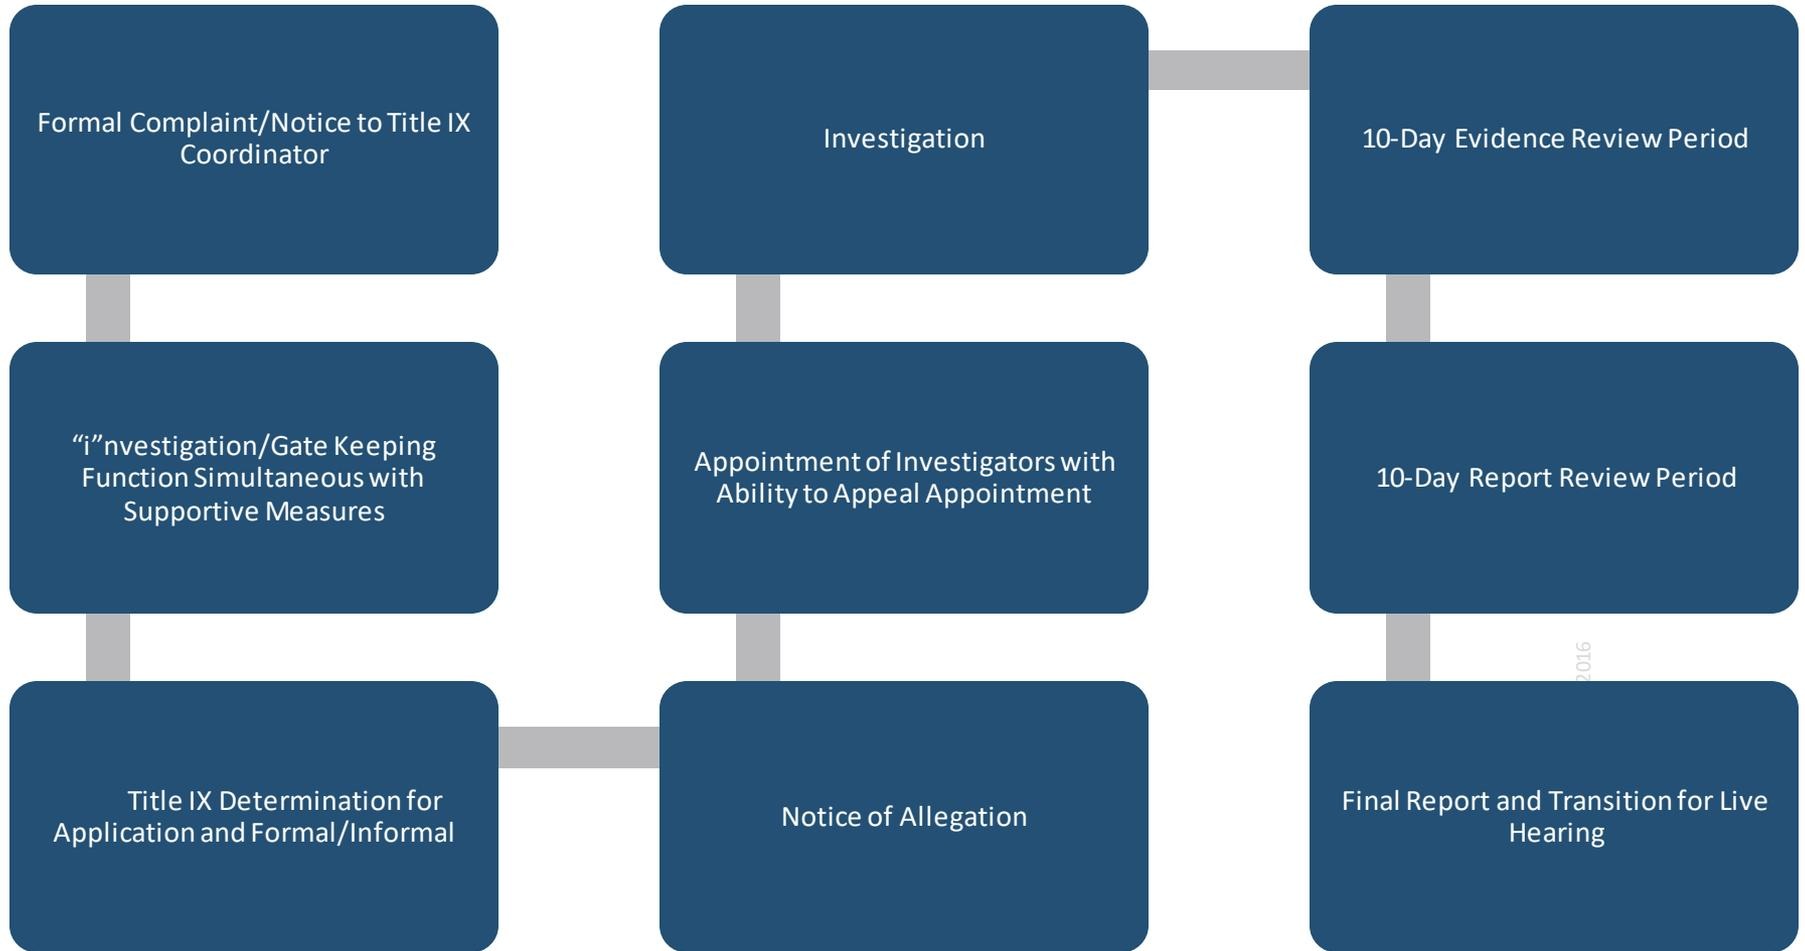 Formal Complaint/Notice to Title IX
Coordinator
“i”nvestigation/Gate Keeping
Function Simultaneous with
Supportive Measures
Title IX Determination for
Application and Formal/Informal
Notice of Allegation
Appointment of Investigators with
Ability to Appeal Appointment
Investigation
10-Day Evidence Review Period
10-Day Report Review Period
2016
Final Report and Transition for Live
Hearing